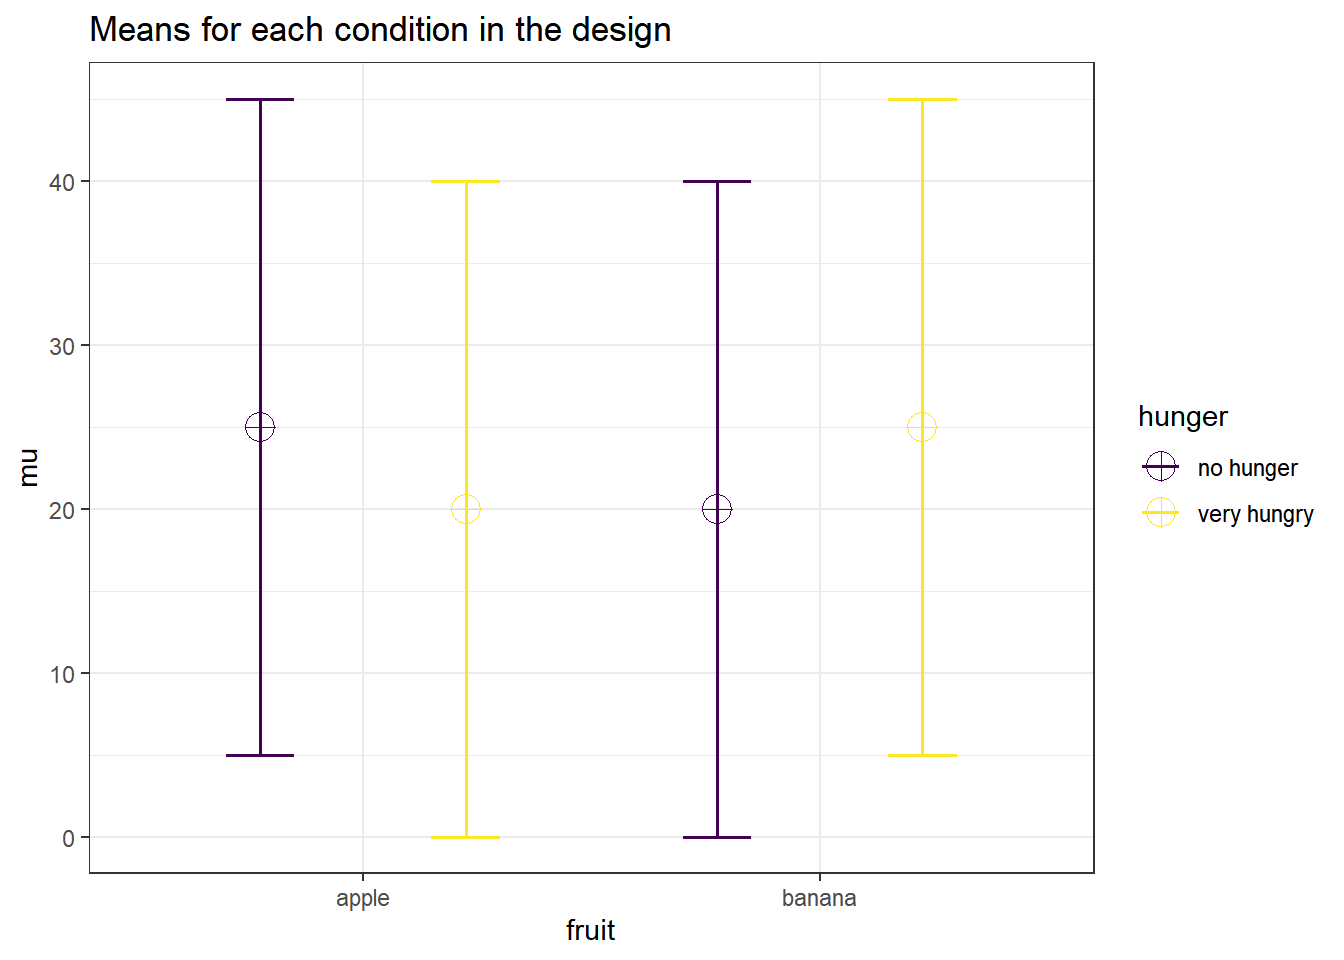 Means for each condition in the design
mu
40
30
20
10
0
apple
banana
fruit
hunger
no hunger
very hungry